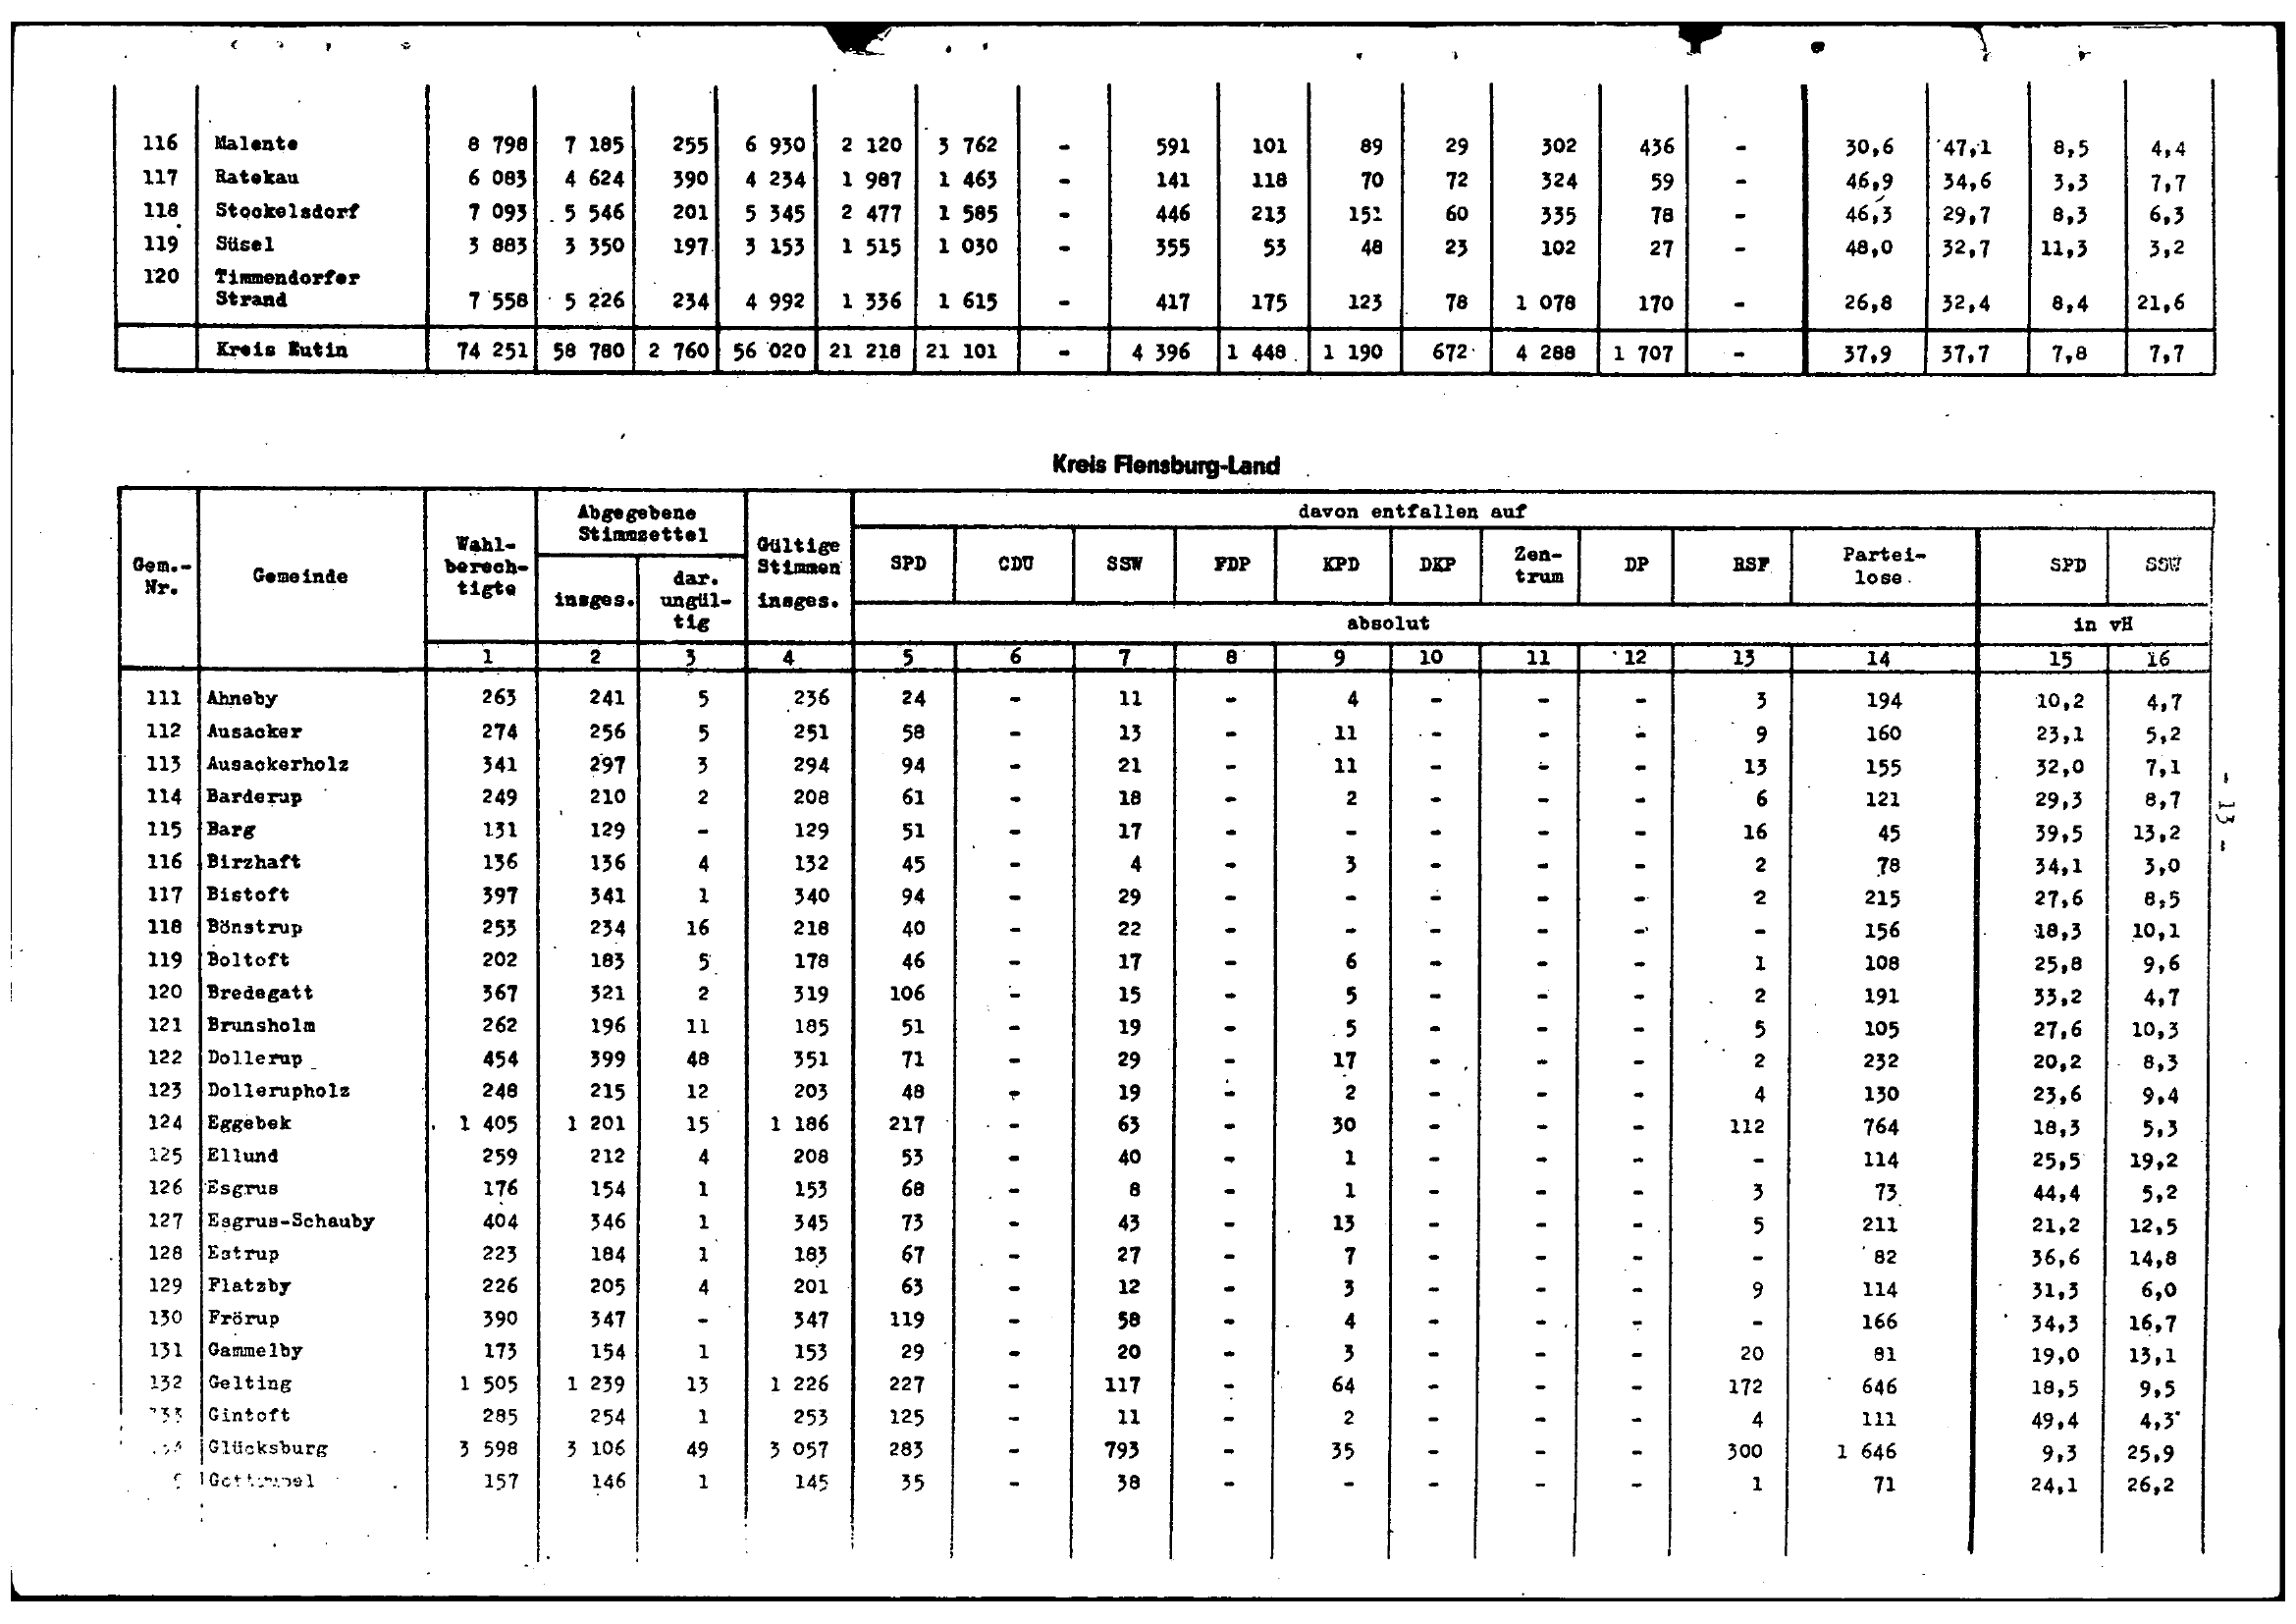 116 Malente 8 798 7 185 255 6 930 2 120 3 762 - 591 101 89 29 302 436 - 30,6 47,1 8,5 4,4
117 Ratekau 6 083 4 624 390 4 234 1 987 1 463 - 141 118 70 72 324 59 - 46,9 34,6 3,3 7,7
118 Stockelsdorf 7 093 5 546 201 5 345 2 477 1 585 - 446 213 151 60 335 78 - 46,3 29,7 8,3 6,3
119 Süsel 3 883 3 350 197 3 153 1 515 1 030 - 355 53 48 23 102 27 - 48,0 32,7 11,3 3,2
120 Timmendorfer
Strand 7 558 5 226 234 4 992 1 336 1 615 - 417 175 123 78 1 078 170 - 26,8 32,4 8,4 21,6
Kreis Eutin 74 251 58 780 2 760 56 020 21 218 21 101 - 4 396 1 448 1 190 672 4 288 1 707 - 37,9 37,7 7,8 7,7
Kreis Flensburg-Land
Gem.-
Nr.
Gemeinde
Wahl-
berech-
tigte
Abgegebene
Stimmzettel
insges.
dar.
ungül-
tig
Gültige
Stimmen
insges.
davon entfallen auf
SPD CDU SSW FDP KPD DKP Zen-
trum DP RSF Partei-
lose SPD SSW
absolut in vH
1 2 3 4 5 6 7 8 9 10 11 12 13 14 15 16
111 Ahneby 263 241 5 236 24 - 11 - 4 - - - 3 194 10,2 4,7
112 Ausacker 274 256 5 251 58 - 13 - 11 - - - 9 160 23,1 5,2
113 Ausackerholz 341 297 3 294 94 - 21 - 11 - - - 13 155 32,0 7,1
114 Barderup 249 210 2 208 61 - 18 - 2 - - - 6 121 29,3 8,7
115 Barg 131 129 - 129 51 - 17 - - - - - 16 45 39,5 13,2
116 Birzhaft 136 136 4 132 45 - 4 - 3 - - - 2 78 34,1 3,0
117 Bistoft 397 341 1 340 94 - 29 - - - - - 2 215 27,6 8,5
118 Bönstrup 253 234 16 218 40 - 22 - - - - - - 156 18,3 10,1
119 Boltoft 202 183 5 178 46 - 17 - 6 - - - 1 108 25,8 9,6
120 Bredegatt 367 321 2 319 106 - 15 - 5 - - - 2 191 33,2 4,7
121 Brunsholm 262 196 11 185 51 - 19 - 5 - - - 5 105 27,6 10,3
122 Dollerup 454 399 48 351 71 - 29 - 17 - - - 2 232 20,2 8,3
123 Dollerupholz 248 215 12 203 48 - 19 - 2 - - - 4 130 23,6 9,4
124 Eggebek 1 405 1 201 15 1 186 217 - 63 - 30 - - - 112 764 18,3 5,3
125 Ellund 259 212 4 208 53 - 40 - 1 - - - - 114 25,5 19,2
126 Esgrus 176 154 1 153 68 - 8 - 1 - - - 3 73 44,4 5,2
127 Esgrus-Schauby 404 346 1 345 73 - 43 - 13 - - - 5 211 21,2 12,5
128 Estrup 223 184 1 183 67 - 27 - 7 - - - - 82 36,6 14,8
129 Flatzby 226 205 4 201 63 - 12 - 3 - - - 9 114 31,3 6,0
130 Frörup 390 347 - 347 119 - 58 - 4 - - - - 166 34,3 16,7
131 Gammelby 173 154 1 153 29 - 20 - 3 - - - 20 81 19,0 13,1
132 Gelting 1 505 1 239 13 1 226 227 - 117 - 64 - - - 172 646 18,5 9,5
Gintoft 285 254 1 253 125 - 11 - 2 - - - 4 111 49,4 4,3
Glücksburg 3 598 3 106 49 3 057 283 - 793 - 35 - - - 300 1 646 9,3 25,9
157 146 1 145 35 - 38 - - - - - 1 71 24,1 26,2
- 13 -